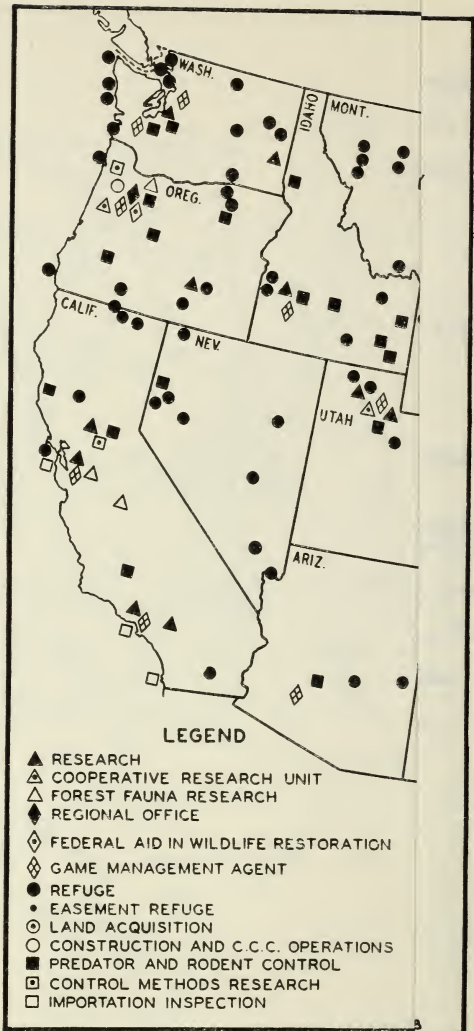 WASH.
MONT.
IDAHO
OREG.
CALIF.
NEV.
UTAH
ARIZ.
LEGEND
RESEARCH
COOPERATIVE RESEARCH UNIT
FOREST FAUNA RESEARCH
REGIONAL OFFICE
FEDERAL AID IN WILDLIFE RESTORATION
GAME MANAGEMENT AGENT
REFUGE
EASEMENT REFUGE
LAND ACQUISITION
CONSTRUCTION AND C.C.C. OPERATIONS
PREDATOR AND RODENT CONTROL
CONTROL METHODS RESEARCH
IMPORTATION INSPECTION